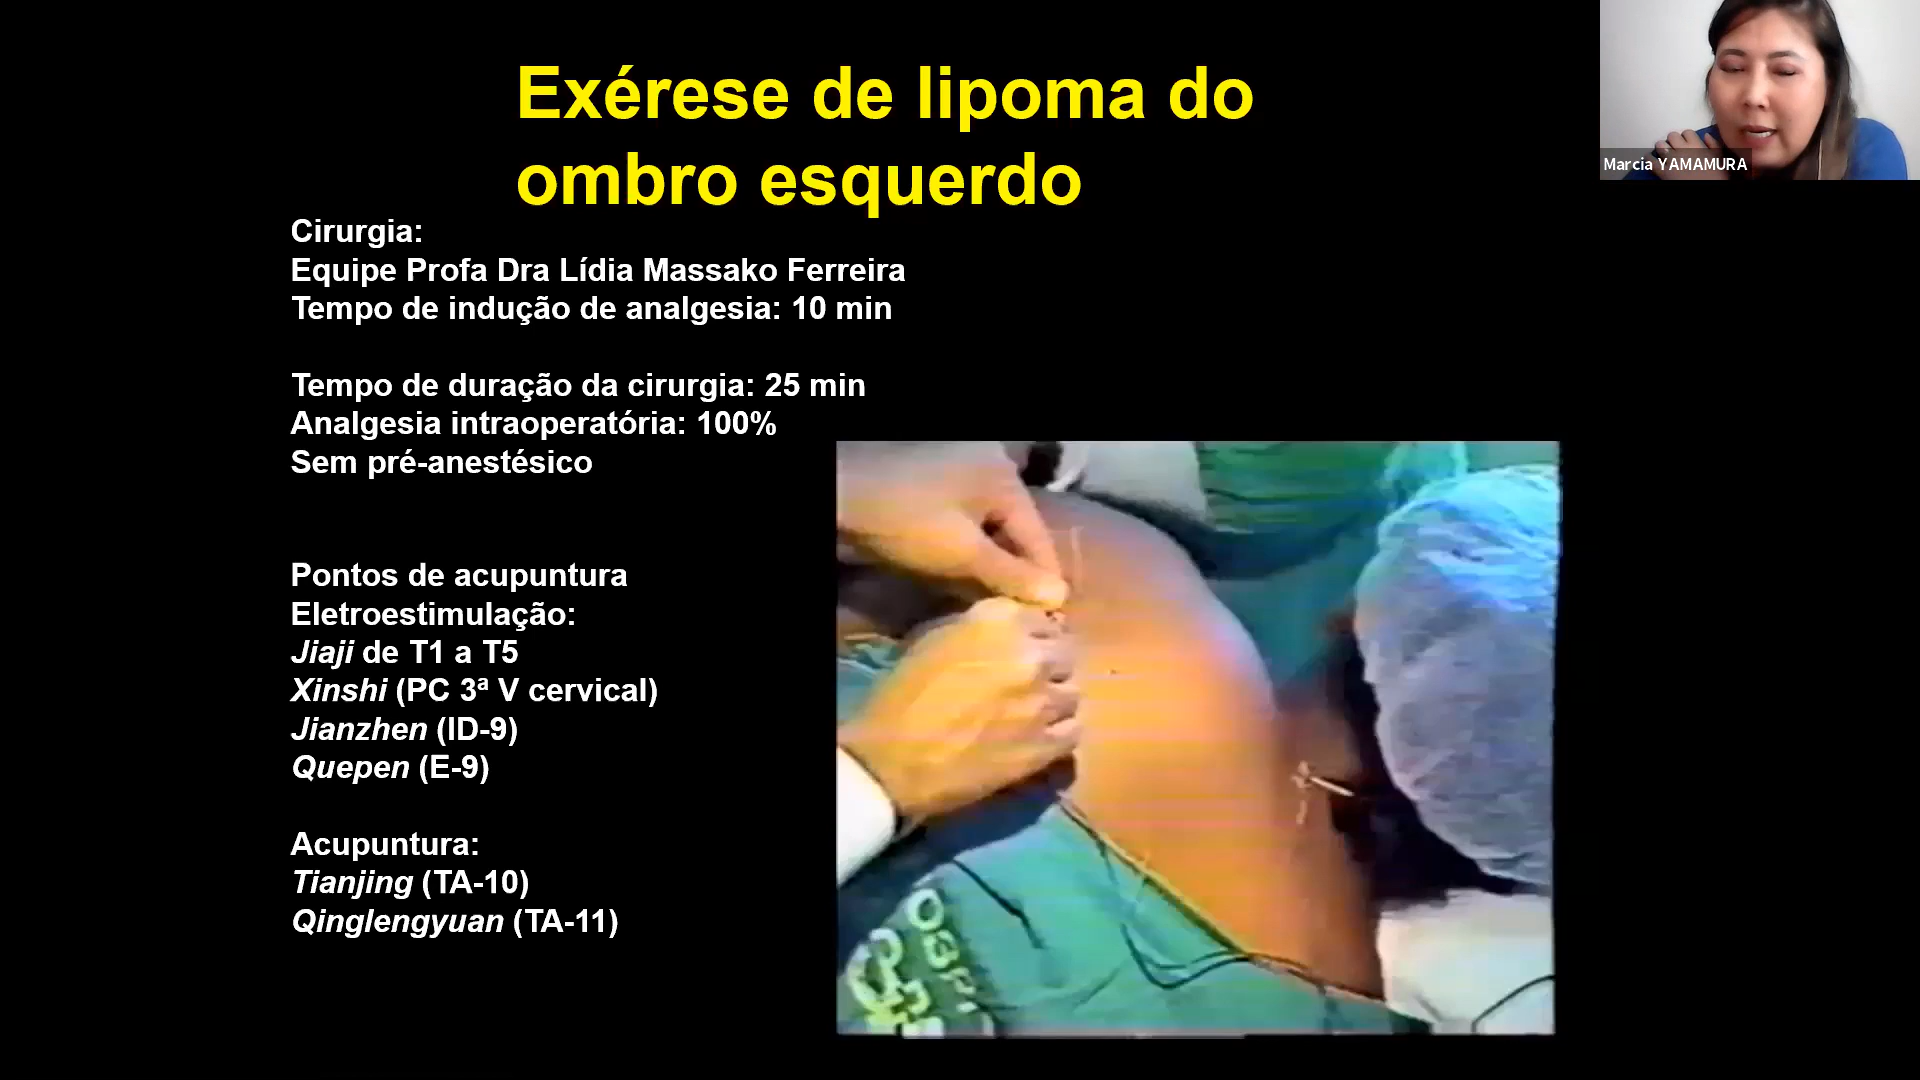 Exérese de lipoma do
ombro esquerdo
Marcia YAMAMURA
Cirurgia:
Equipe Profa Dra Lídia Massako Ferreira
Tempo de indução de analgesia: 10 min
Tempo de duração da cirurgia: 25 min
Analgesia intraoperatória: 100%
Sem pré-anestésico
Pontos de acupuntura
Eletroestimulação:
Jiaji de T1 a T5
Xinshi (PC 3ª V cervical)
Jianzhen (ID-9)
Quepen (E-9)
Acupuntura:
Tianjing (TA-10)
Qinglengyuan (TA-11)